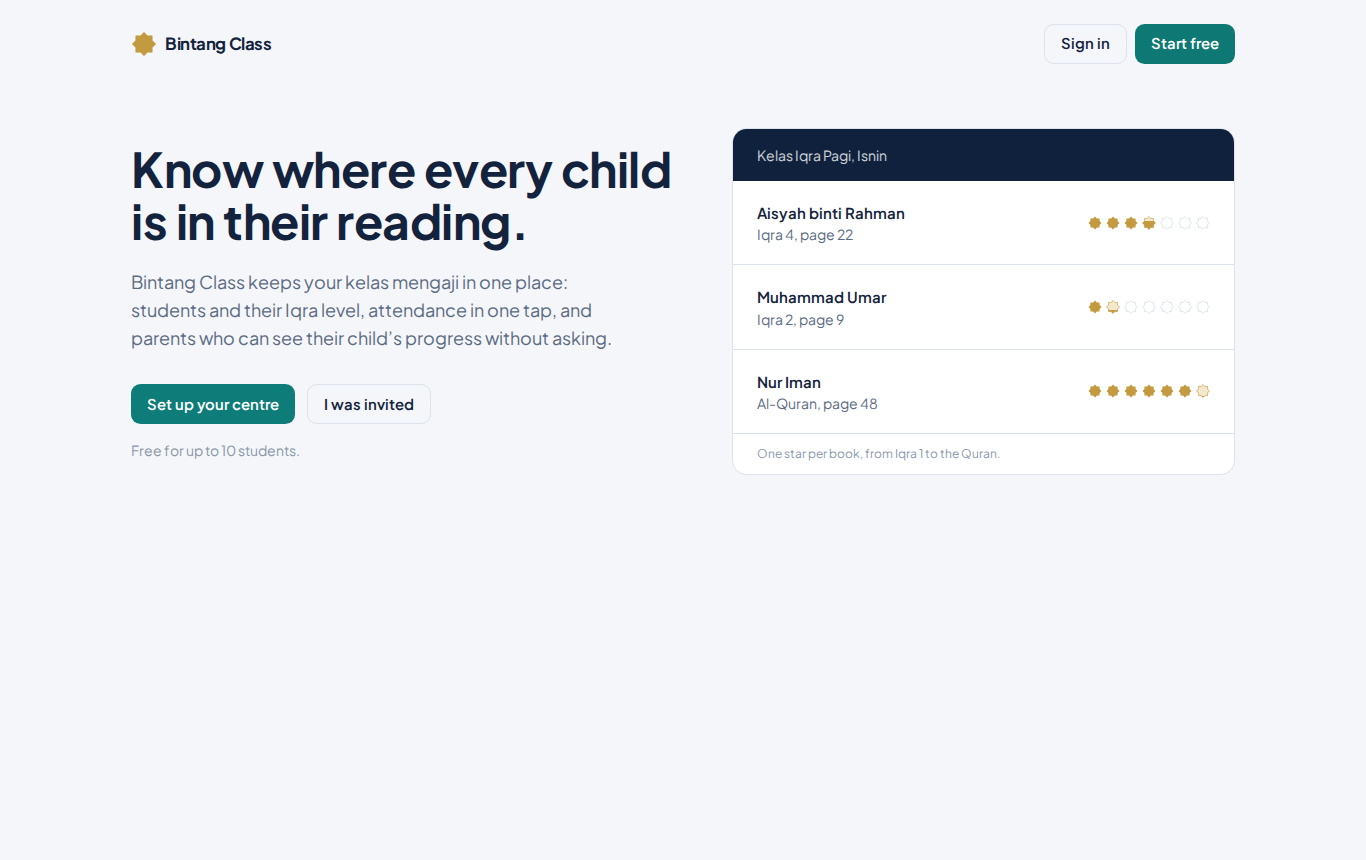 Bintang Class
Sign in
Start free
Know where every child
is in their reading.
Bintang Class keeps your kelas mengaji in one place:
students and their Iqra level, attendance in one tap, and
parents who can see their child’s progress without asking.
Set up your centre
I was invited
Free for up to 10 students.
Kelas Iqra Pagi, Isnin
Aisyah binti Rahman
Iqra 4, page 22
Muhammad Umar
Iqra 2, page 9
Nur Iman
Al-Quran, page 48
One star per book, from Iqra 1 to the Quran.